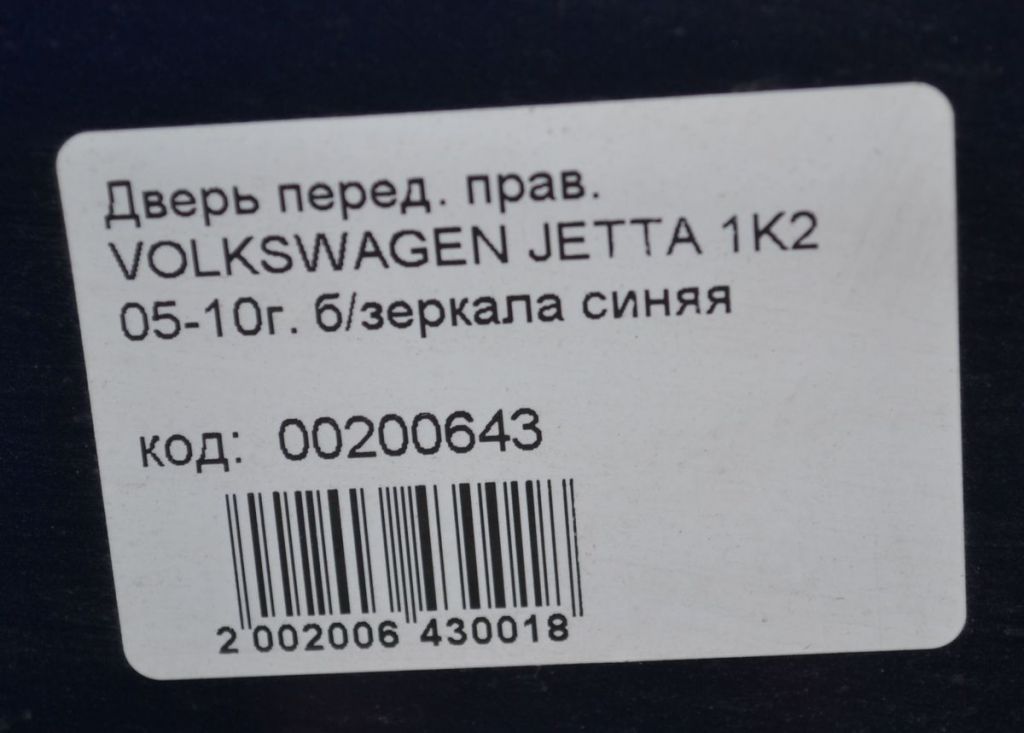 Дверь перед. прав.
VOLKSWAGEN JETTA 1K2
05-10г. б/зеркала синяя
код: 00200643
2 002006 430018